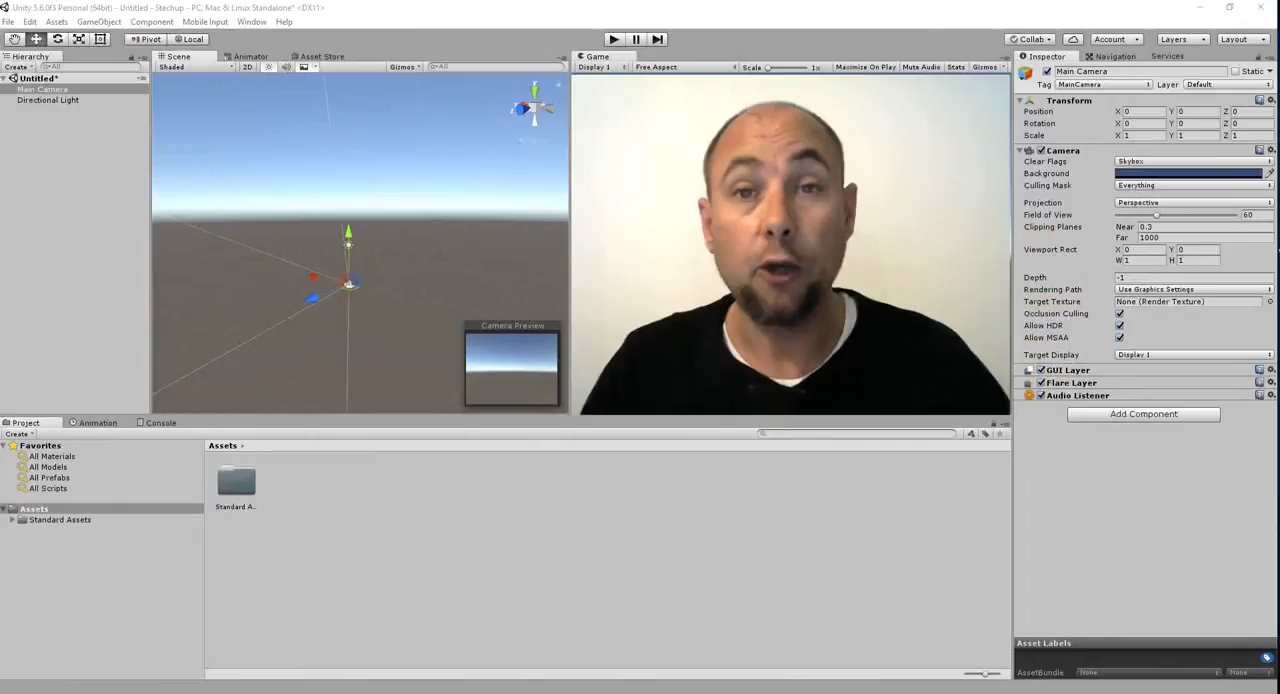 Unity 5.6.0f3 Personal (64bit) - Untitled - Stechup - PC, Mac & Linux Standalone* <DX11>
File Edit Assets GameObject Component Mobile Input Window Help
Pivot Local Collab Account Layers Layout
Hierarchy Scene Animator Asset Store Game Inspector Navigation Services
Create All Shaded 2D Gizmos All Display 1 Free Aspect Scale 1x Maximize On Play Mute Audio Stats Gizmos Main Camera Static
Untitled*
Main Camera
Directional Light
y
z
Tag MainCamera Layer Default
Transform
Position X 0 Y 0 Z 0
Rotation X 0 Y 0 Z 0
Scale X 1 Y 1 Z 1
Camera
Clear Flags Skybox
Background
Culling Mask Everything
Projection Perspective
Field of View 60
Clipping Planes Near 0.3
Far 1000
Viewport Rect X 0 Y 0
W 1 H 1
Depth -1
Rendering Path Use Graphics Settings
Target Texture None (Render Texture)
Occlusion Culling
Allow HDR
Allow MSAA
Target Display Display 1
GUI Layer
Flare Layer
Audio Listener
Add Component
Camera Preview
Project Animation Console
Create
Favorites
All Materials
All Models
All Prefabs
All Scripts
Assets
Standard Assets
Assets
Standard A..
Asset Labels
AssetBundle None None